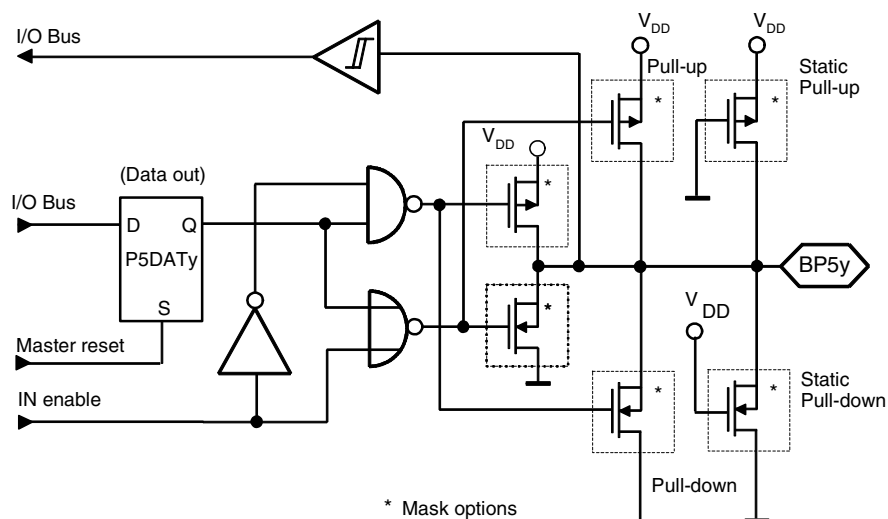 I/O Bus
V DD
V DD
Pull-up
*
Static
Pull-up
*
V DD
*
(Data out)
I/O Bus
D
Q
P5DATy
S
BP5y
*
V DD
Master reset
IN enable
*
*
Static
Pull-down
Pull-down
* Mask options